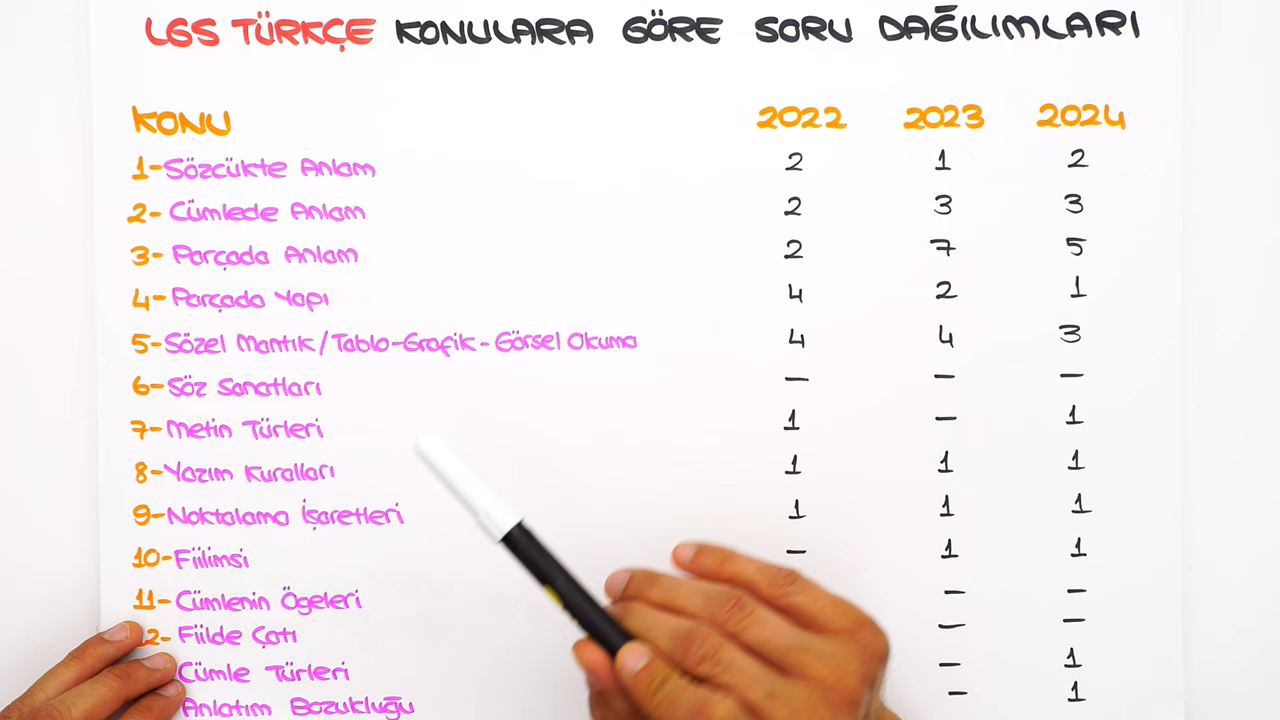 LGS TÜRKÇE KONULARA GÖRE SORU DAĞILIMLARI
KONU 2022 2023 2024
1-Sözcükte Anlam 2 1 2
2- Cümlede Anlam 2 3 3
3- Parçada Anlam 2 7 5
4- Parçada Yapı 4 2 1
5-Sözel Mantık/Tablo-Grafik-Görsel Okuma 4 4 3
6-Söz Sanatları — — —
7-Metin Türleri 1 — 1
8-Yazım Kuralları 1 1 1
9-Noktalama İşaretleri 1 1 1
10-Fiilimsi — 1 1
11-Cümlenin Ögeleri — —
2- Fiilde Çatı — —
Cümle Türleri — 1
Anlatım Bozukluğu — 1